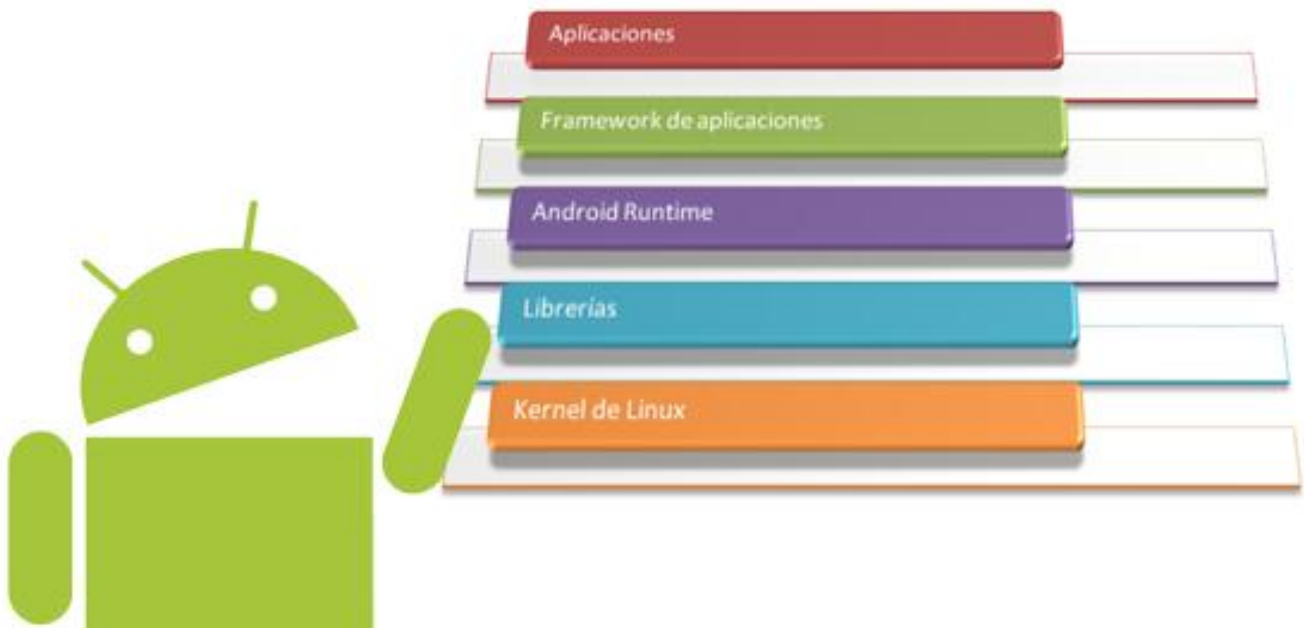 Aplicaciones
Framework de aplicaciones
Android Runtime
Librerías
Kernel de Linux